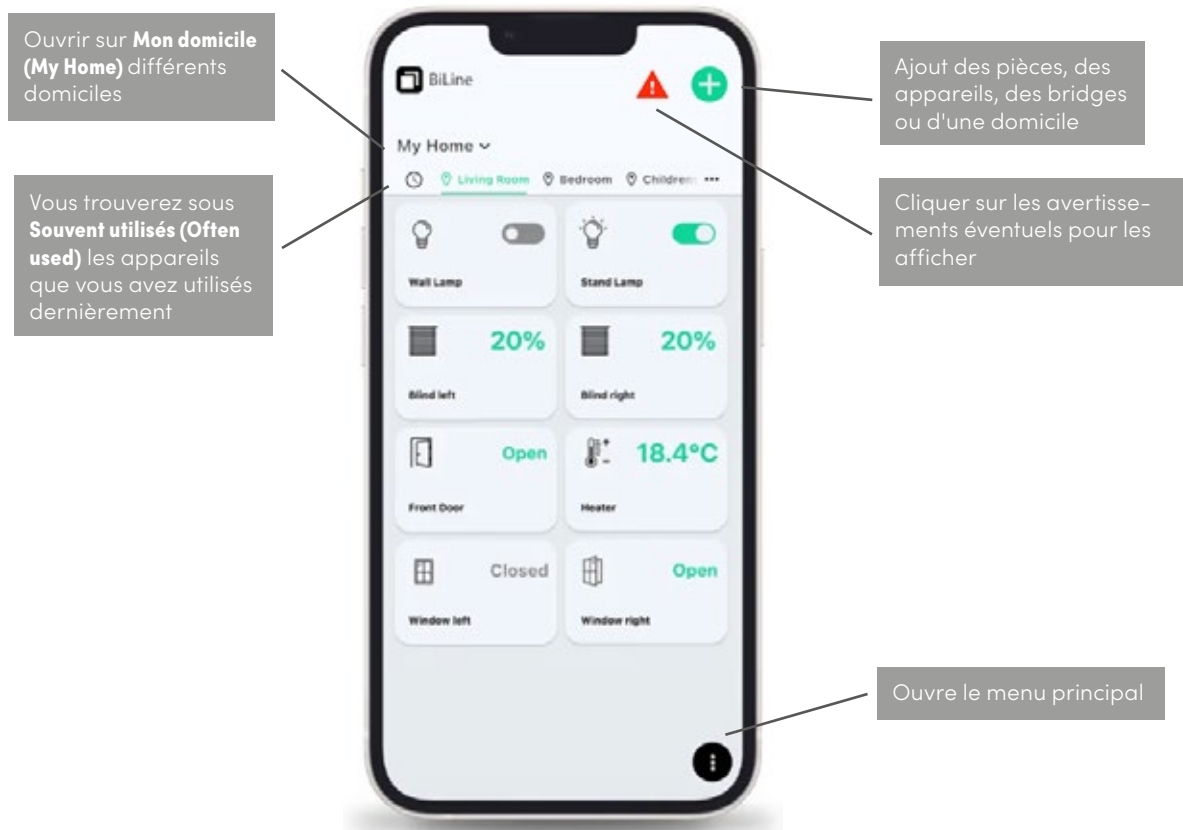 Ouvrir sur Mon domicile
(My Home) différents
domiciles
Vous trouverez sous
Souvent utilisés (Often
used) les appareils
que vous avez utilisés
dernièrement
BiLine
My Home
Living Room Bedroom Children
Wall Lamp Stand Lamp
20% 20%
Blind left Blind right
Open 18.4°C
Front Door Heater
Closed Open
Window left Window right
Ajout des pièces, des
appareils, des bridges
ou d'une domicile
Cliquer sur les avertisse-
ments éventuels pour les
afficher
Ouvre le menu principal